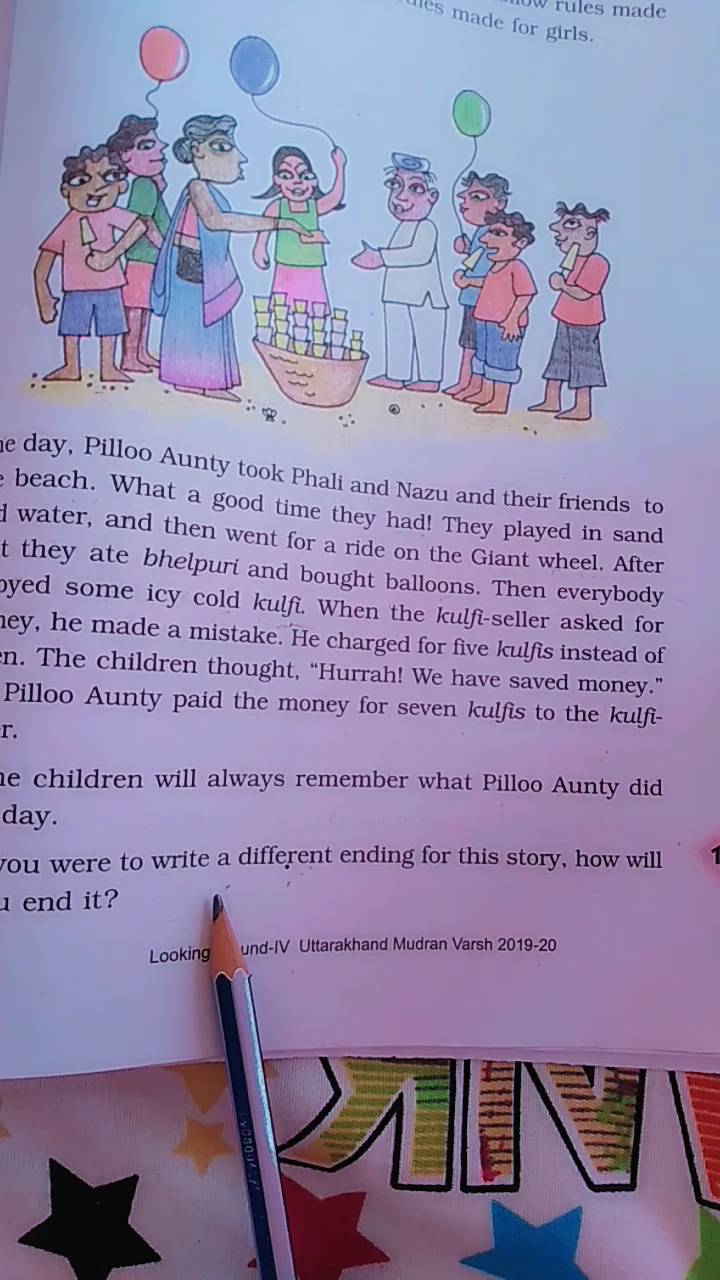 rules made
made for girls.
day, Pilloo Aunty took Phali and Nazu and their friends to
beach. What a good time they had! They played in sand
water, and then went for a ride on the Giant wheel. After
they ate bhelpuri and bought balloons. Then everybody
some icy cold kulfi. When the kulfi-seller asked for
he made a mistake. He charged for five kulfis instead of
The children thought, “Hurrah! We have saved money.”
Pilloo Aunty paid the money for seven kulfis to the kulfi-
children will always remember what Pilloo Aunty did
day.
you were to write a different ending for this story, how will
end it?
Looking und-IV Uttarakhand Mudran Varsh 2019-20